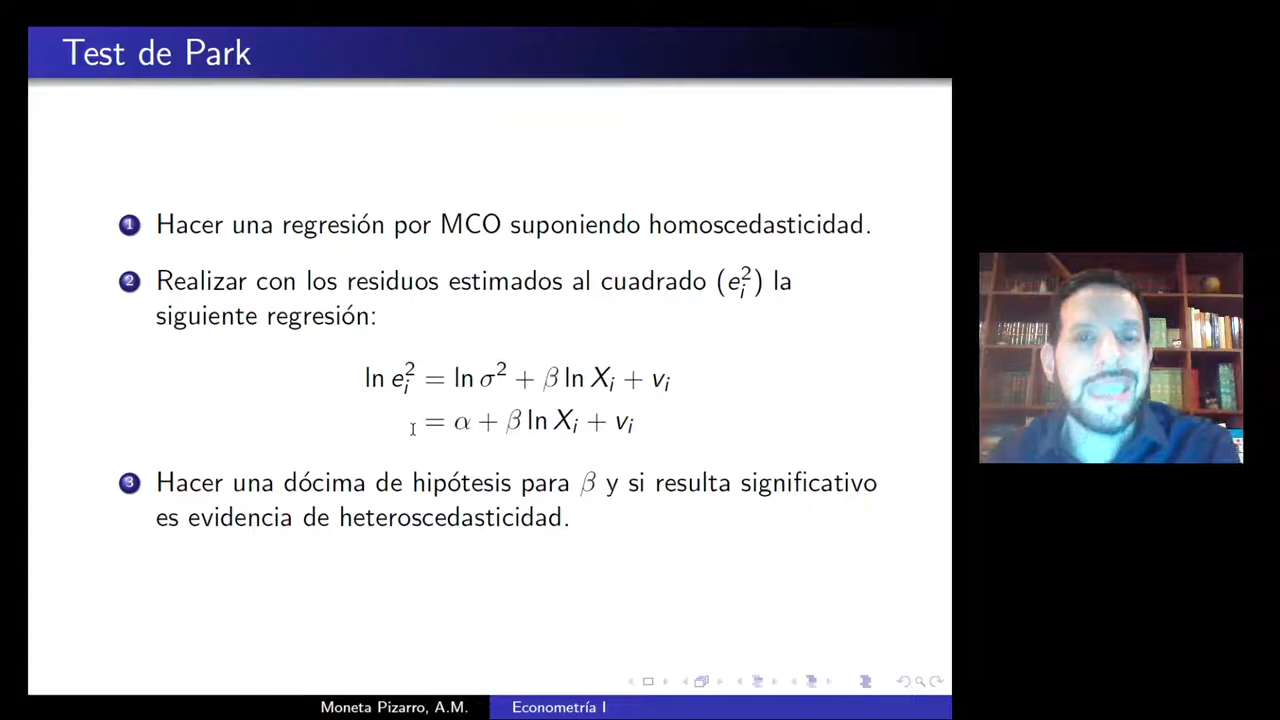 Test de Park
1 Hacer una regresión por MCO suponiendo homoscedasticidad.
2 Realizar con los residuos estimados al cuadrado (e_i^2) la
siguiente regresión:
ln e_i^2 = ln σ^2 + β ln X_i + v_i
= α + β ln X_i + v_i
3 Hacer una dócima de hipótesis para β y si resulta significativo
es evidencia de heteroscedasticidad.
Moneta Pizarro, A.M. Econometría I